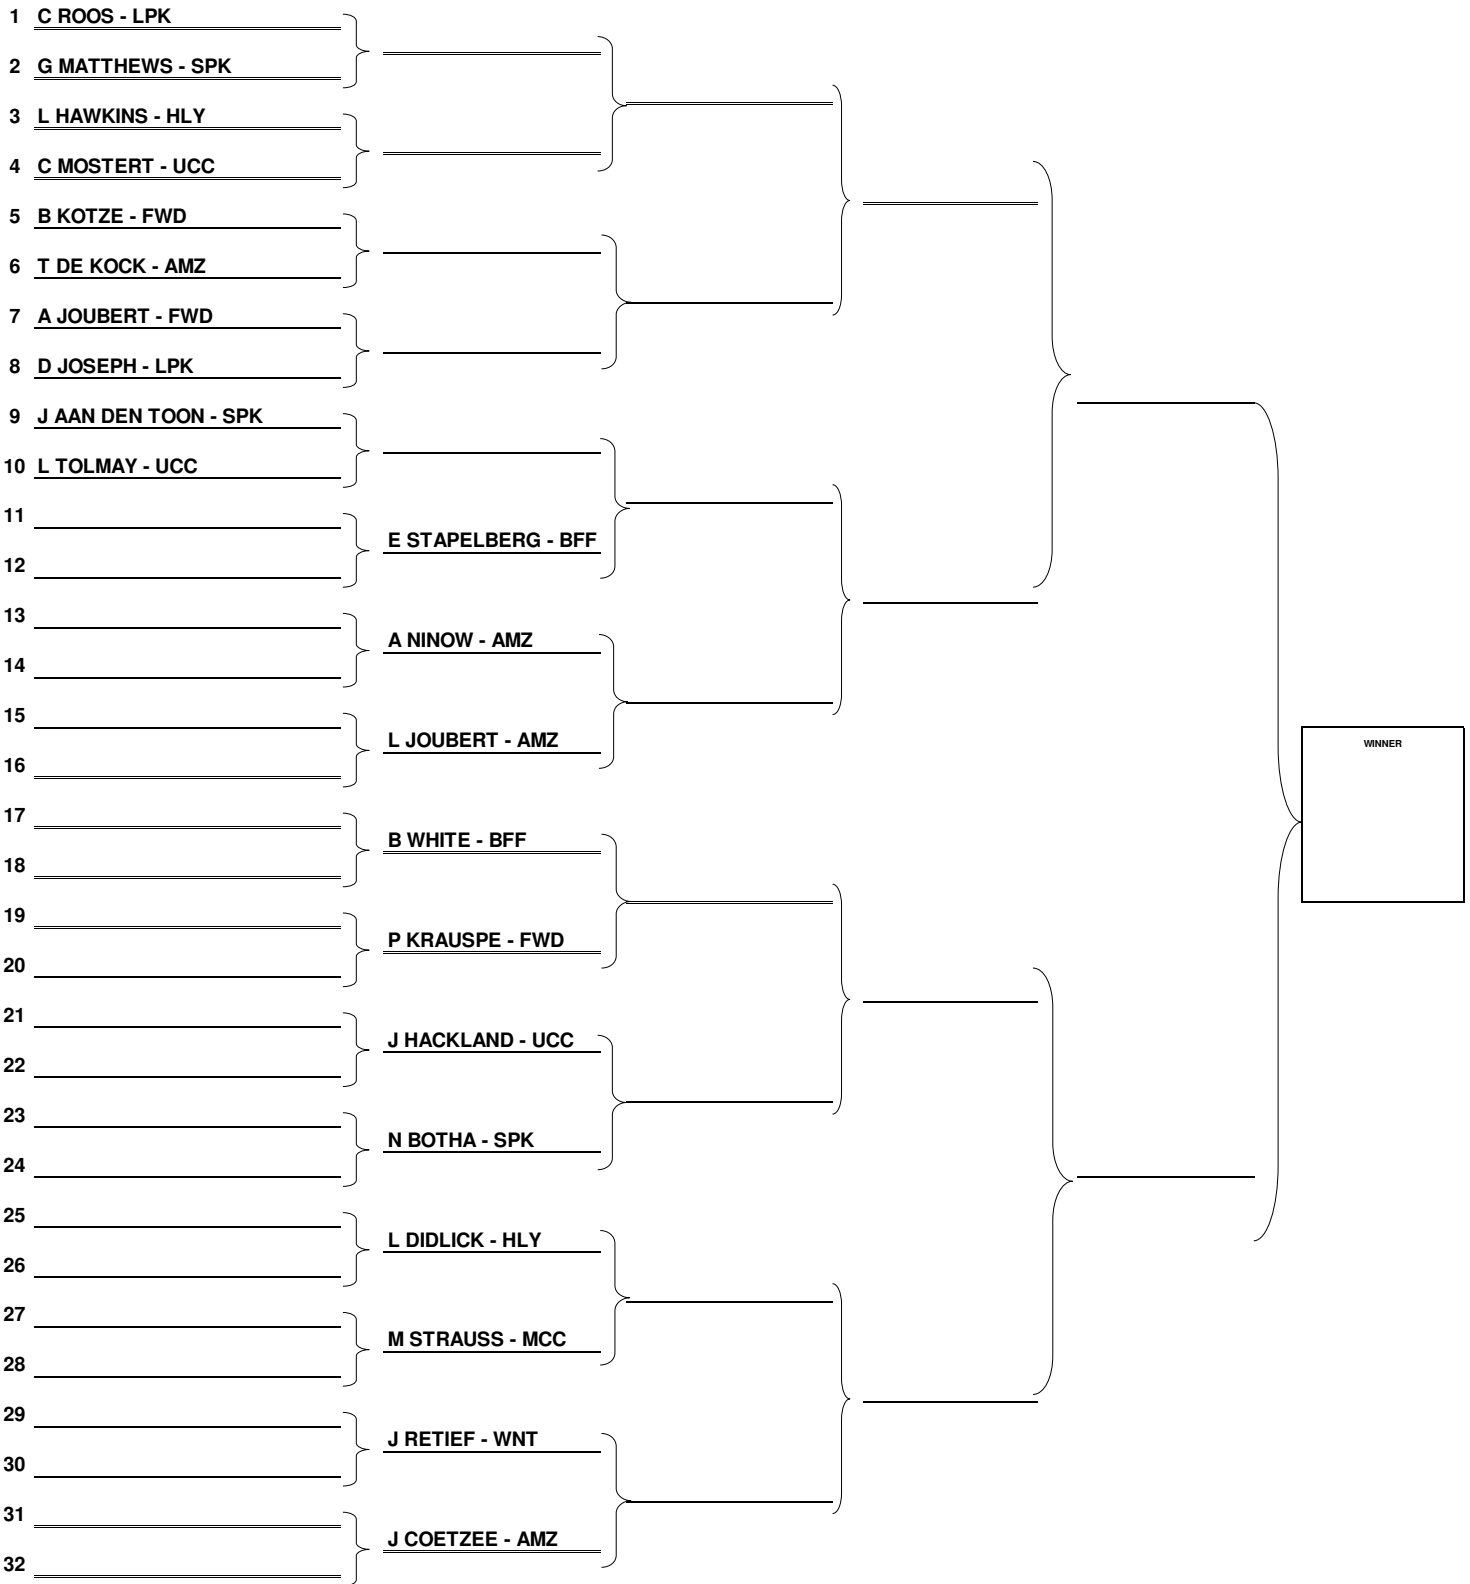 1 C ROOS - LPK
2 G MATTHEWS - SPK
3 L HAWKINS - HLY
4 C MOSTERT - UCC
5 B KOTZE - FWD
6 T DE KOCK - AMZ
7 A JOUBERT - FWD
8 D JOSEPH - LPK
9 J AAN DEN TOON - SPK
10 L TOLMAY - UCC
11
E STAPELBERG - BFF
12
13
A NINOW - AMZ
14
15
L JOUBERT - AMZ
16
WINNER
17
B WHITE - BFF
18
19
P KRAUSPE - FWD
20
21
J HACKLAND - UCC
22
23
N BOTHA - SPK
24
25
L DIDLICK - HLY
26
27
M STRAUSS - MCC
28
29
J RETIEF - WNT
30
31
J COETZEE - AMZ
32